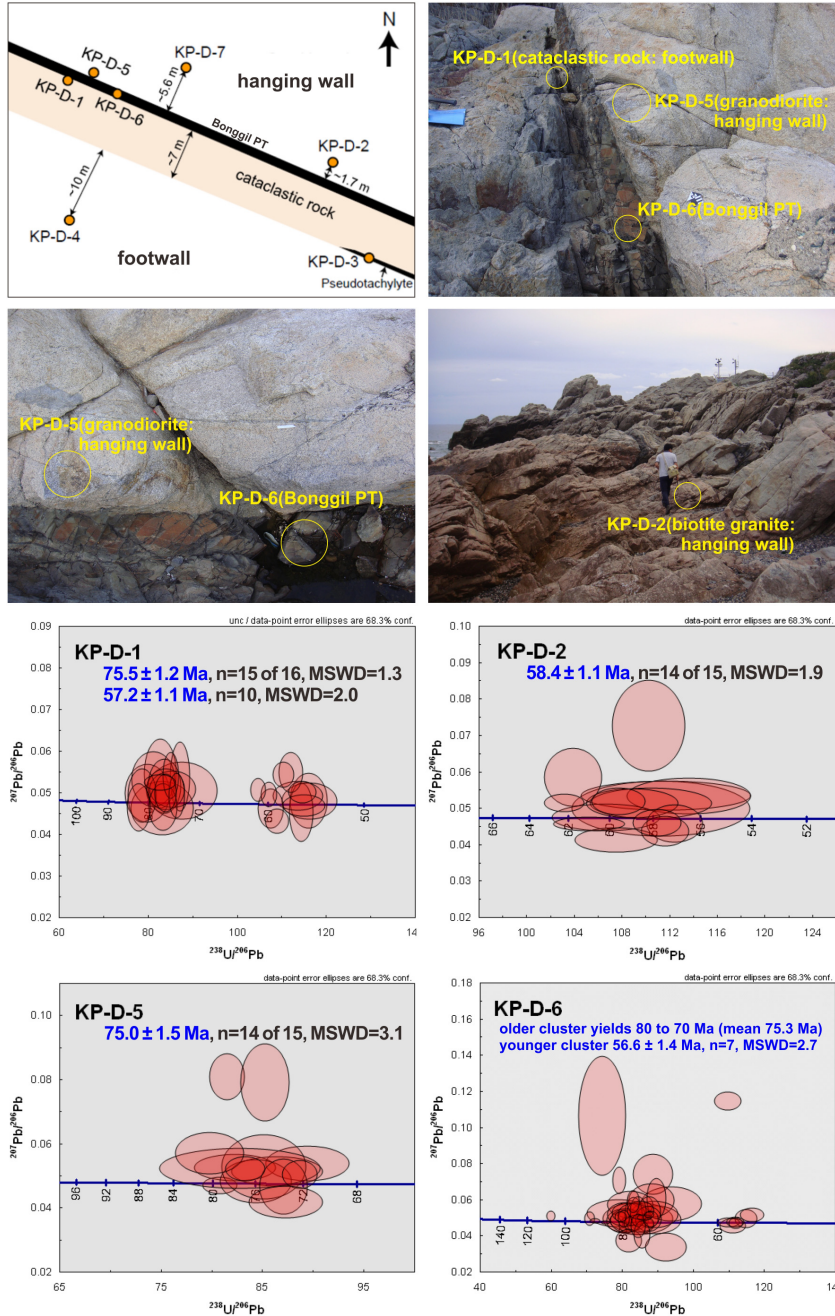 N
KP-D-7
KP-D-5
hanging wall
~5.6 m
KP-D-1
KP-D-6
Bonggil PT
KP-D-2
~7 m
~1.7 m
~10 m
cataclastic rock
KP-D-4
footwall
KP-D-3
Pseudotachylyte
KP-D-1(cataclastic rock: footwall)
KP-D-5(granodiorite:
hanging wall)
KP-D-6(Bonggil PT)
KP-D-5(granodiorite:
hanging wall)
KP-D-6(Bonggil PT)
KP-D-2(biotite granite:
hanging wall)
unc / data-point error ellipses are 68.3% conf.
KP-D-1
75.5 ± 1.2 Ma, n=15 of 16, MSWD=1.3
57.2 ± 1.1 Ma, n=10, MSWD=2.0
0.09
0.08
0.07
0.06
0.05
0.04
0.03
0.02
²⁰⁷Pb/²⁰⁶Pb
100
90
80
70
60
50
60
80
100
120
14
²³⁸U/²⁰⁶Pb
data-point error ellipses are 68.3% conf.
KP-D-2
58.4 ± 1.1 Ma, n=14 of 15, MSWD=1.9
0.10
0.09
0.08
0.07
0.06
0.05
0.04
0.03
0.02
²⁰⁷Pb/²⁰⁶Pb
66
64
62
60
58
56
54
52
96
100
104
108
112
116
120
124
²³⁸U/²⁰⁶Pb
data-point error ellipses are 68.3% conf.
KP-D-5
75.0 ± 1.5 Ma, n=14 of 15, MSWD=3.1
0.10
0.08
0.06
0.04
0.02
²⁰⁷Pb/²⁰⁶Pb
96
92
88
84
80
76
72
68
65
75
85
95
²³⁸U/²⁰⁶Pb
data-point error ellipses are 68.3% conf.
KP-D-6
older cluster yields 80 to 70 Ma (mean 75.3 Ma)
younger cluster 56.6 ± 1.4 Ma, n=7, MSWD=2.7
0.18
0.16
0.14
0.12
0.10
0.08
0.06
0.04
0.02
²⁰⁷Pb/²⁰⁶Pb
140
120
100
80
60
40
60
80
100
120
14
²³⁸U/²⁰⁶Pb